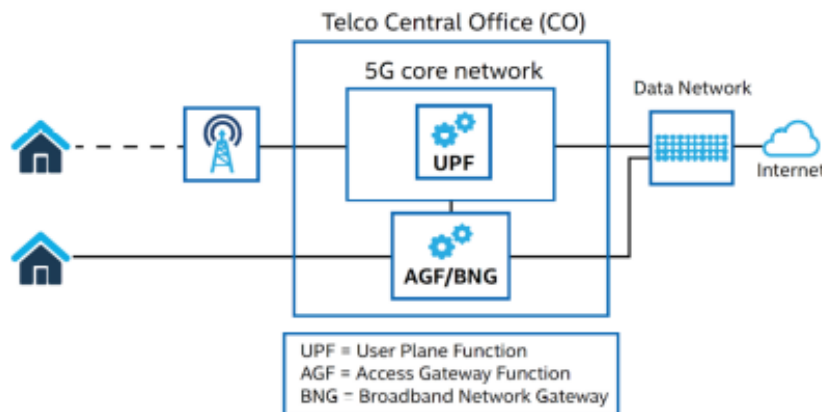 Telco Central Office (CO)
5G core network
Data Network
UPF
Internet
AGF/BNG
UPF = User Plane Function
AGF = Access Gateway Function
BNG = Broadband Network Gateway